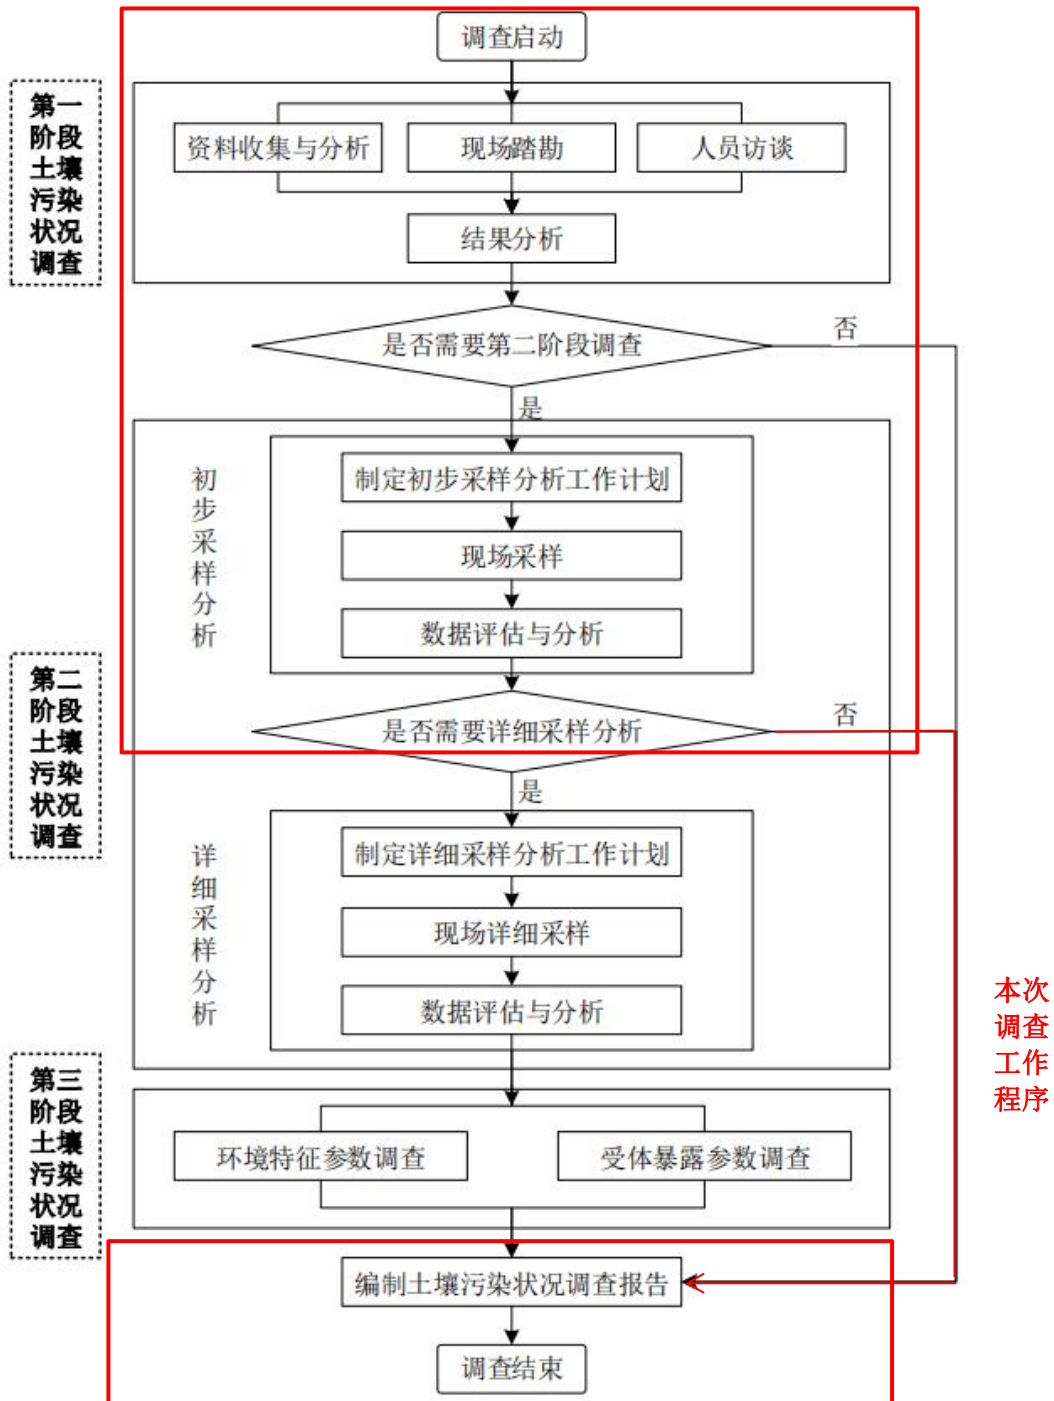 调查启动
第一
阶段
土壤
污染
状况
调查
资料收集与分析
现场踏勘
人员访谈
结果分析
是否需要第二阶段调查
否
是
初
步
采
样
分
析
制定初步采样分析工作计划
现场采样
数据评估与分析
第二
阶段
土壤
污染
状况
调查
是否需要详细采样分析
否
是
详
细
采
样
分
析
制定详细采样分析工作计划
现场详细采样
数据评估与分析
本次
调查
工作
程序
第三
阶段
土壤
污染
状况
调查
环境特征参数调查
受体暴露参数调查
编制土壤污染状况调查报告
调查结束